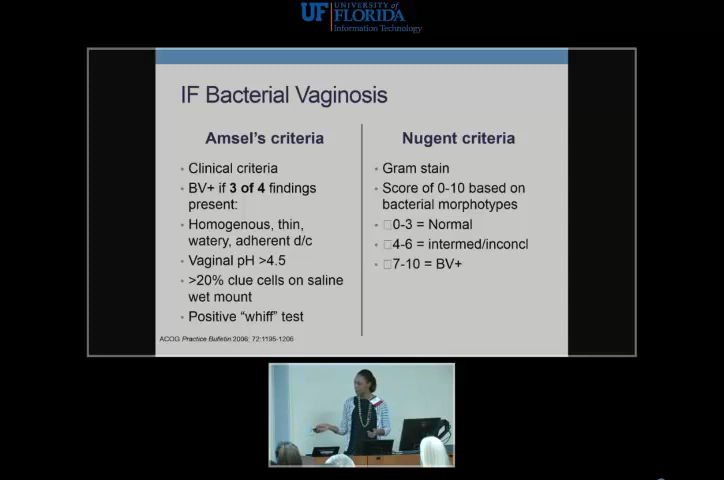 UF UNIVERSITY of
FLORIDA
Information Technology
IF Bacterial Vaginosis
Amsel's criteria
• Clinical criteria
• BV+ if 3 of 4 findings
present:
• Homogenous, thin,
watery, adherent d/c
• Vaginal pH >4.5
• >20% clue cells on saline
wet mount
• Positive “whiff” test
Nugent criteria
• Gram stain
• Score of 0-10 based on
bacterial morphotypes
• □0-3 = Normal
• □4-6 = intermed/inconcl
• □7-10 = BV+
ACOG Practice Bulletin 2006; 72:1195-1206